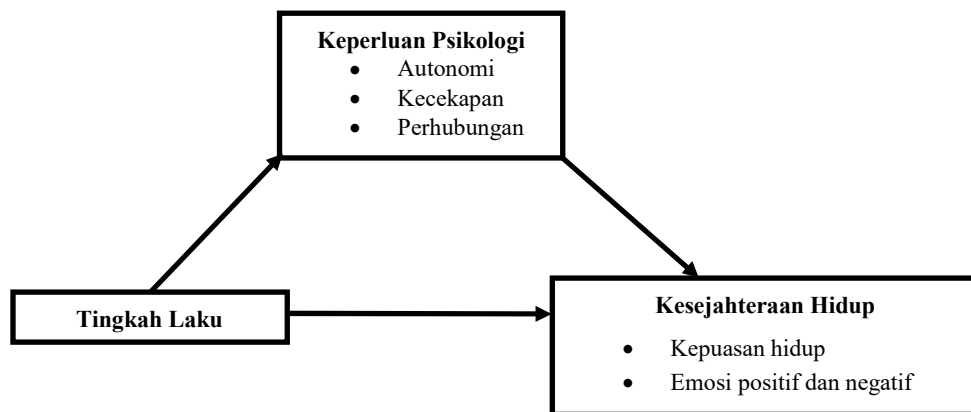 Keperluan Psikologi
• Autonomi
• Kecekapan
• Perhubungan
Tingkah Laku
Kesejahteraan Hidup
• Kepuasan hidup
• Emosi positif dan negatif